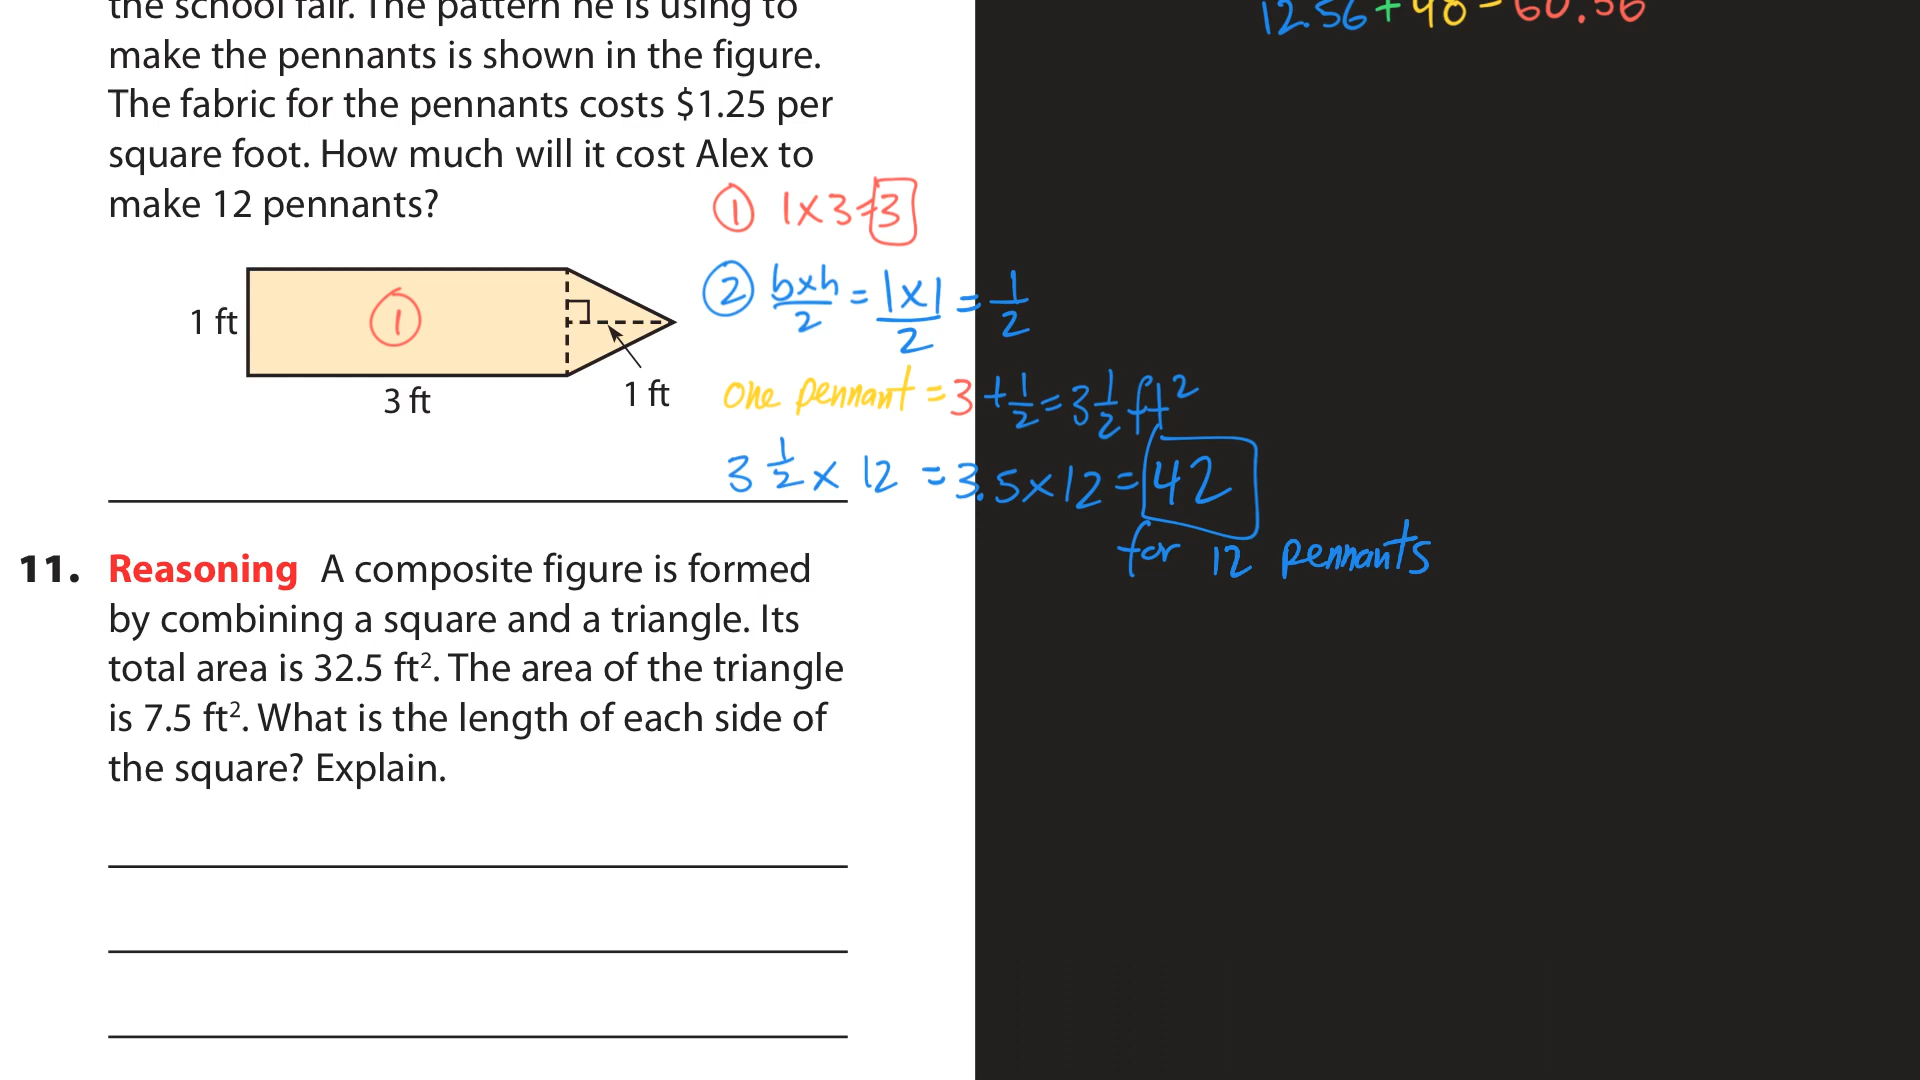 the school fair. The pattern he is using to
12.56 + 48 = 60.56
make the pennants is shown in the figure.
The fabric for the pennants costs $1.25 per
square foot. How much will it cost Alex to
make 12 pennants?
① 1 x 3 = 3
② bxh/2 = 1x1/2 = 1/2
1 ft
①
3 ft
1 ft
one pennant = 3 + 1/2 = 3 1/2 ft²
3 1/2 x 12 = 3.5 x 12 = 42
for 12 pennants
11. Reasoning A composite figure is formed
by combining a square and a triangle. Its
total area is 32.5 ft². The area of the triangle
is 7.5 ft². What is the length of each side of
the square? Explain.